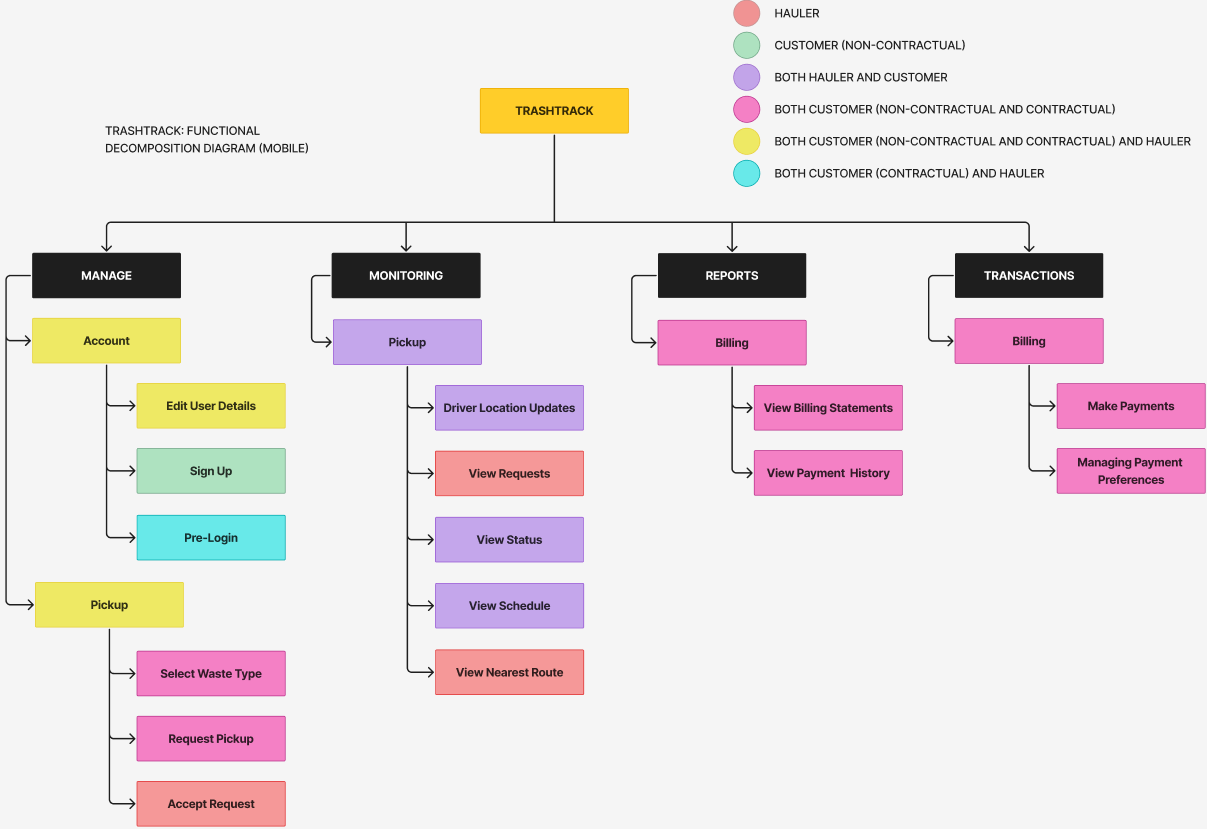 HAULER
CUSTOMER (NON-CONTRACTUAL)
BOTH HAULER AND CUSTOMER
BOTH CUSTOMER (NON-CONTRACTUAL AND CONTRACTUAL)
BOTH CUSTOMER (NON-CONTRACTUAL AND CONTRACTUAL) AND HAULER
BOTH CUSTOMER (CONTRACTUAL) AND HAULER
TRASHTRACK
TRASHTRACK: FUNCTIONAL
DECOMPOSITION DIAGRAM (MOBILE)
MANAGE
Account
Edit User Details
Sign Up
Pre-Login
Pickup
Select Waste Type
Request Pickup
Accept Request
MONITORING
Pickup
Driver Location Updates
View Requests
View Status
View Schedule
View Nearest Route
REPORTS
Billing
View Billing Statements
View Payment History
TRANSACTIONS
Billing
Make Payments
Managing Payment
Preferences